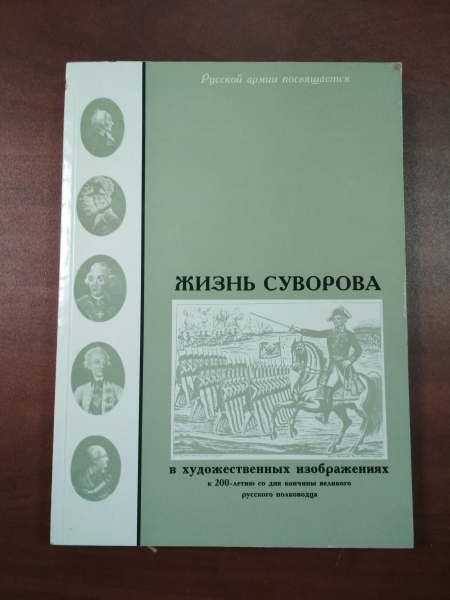 Русской армии посвящается
ЖИЗНЬ СУВОРОВА
в художественных изображениях
к 200-летию со дня кончины великого
русского полководца